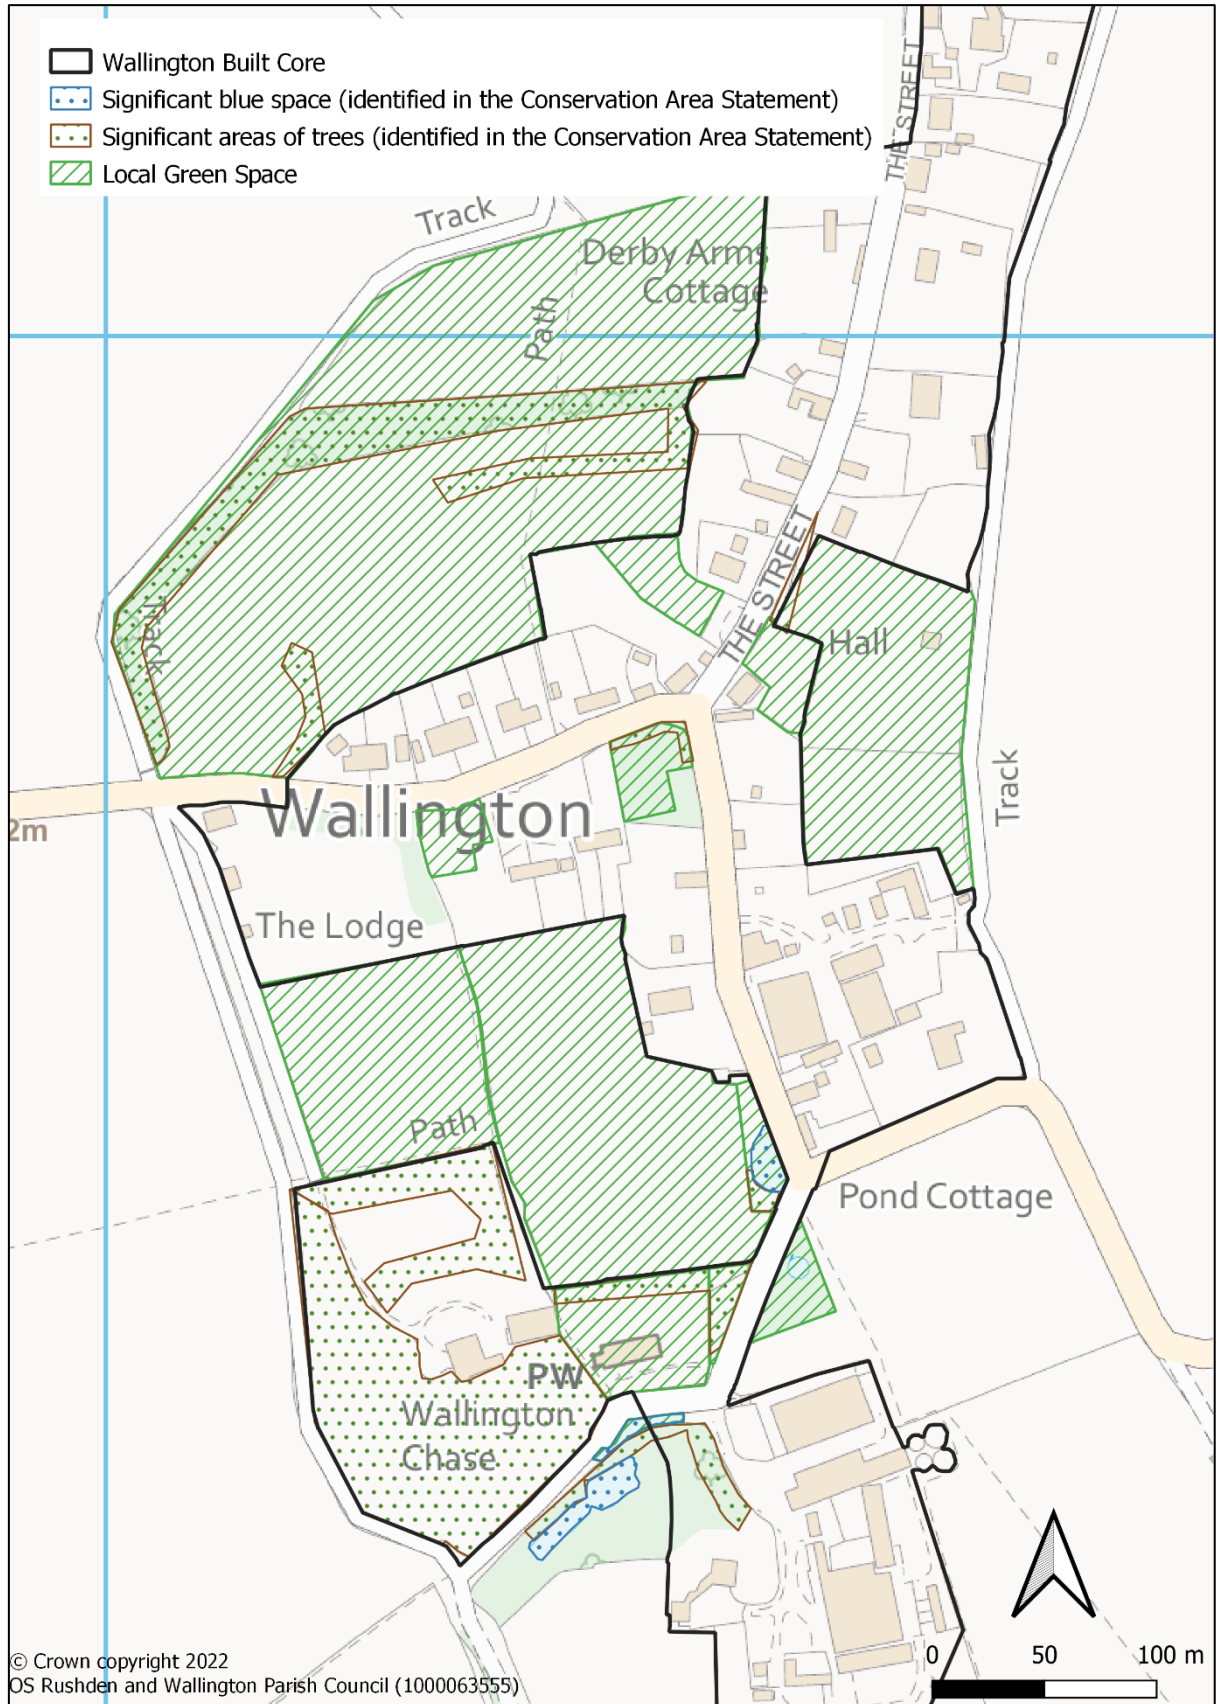 Wallington Built Core
Significant blue space (identified in the Conservation Area Statement)
Significant areas of trees (identified in the Conservation Area Statement)
Local Green Space
THE STREET
Track
Derby Arms
Cottage
Path
THE STREET
Track
Hall
Track
Wallington
2m
The Lodge
Path
Pond Cottage
PW
Wallington
Chase
© Crown copyright 2022
OS Rushden and Wallington Parish Council (1000063555)
0 50 100 m